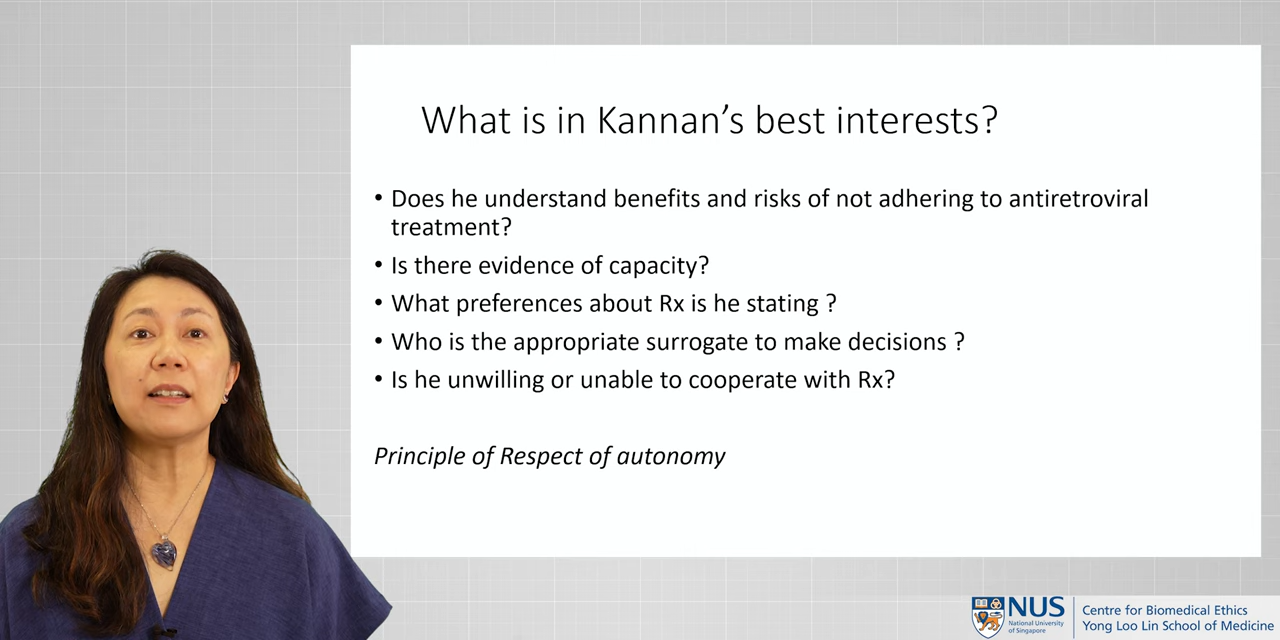 What is in Kannan’s best interests?
• Does he understand benefits and risks of not adhering to antiretroviral
treatment?
• Is there evidence of capacity?
• What preferences about Rx is he stating ?
• Who is the appropriate surrogate to make decisions ?
• Is he unwilling or unable to cooperate with Rx?
Principle of Respect of autonomy
NUS
National University
of Singapore
Centre for Biomedical Ethics
Yong Loo Lin School of Medicine